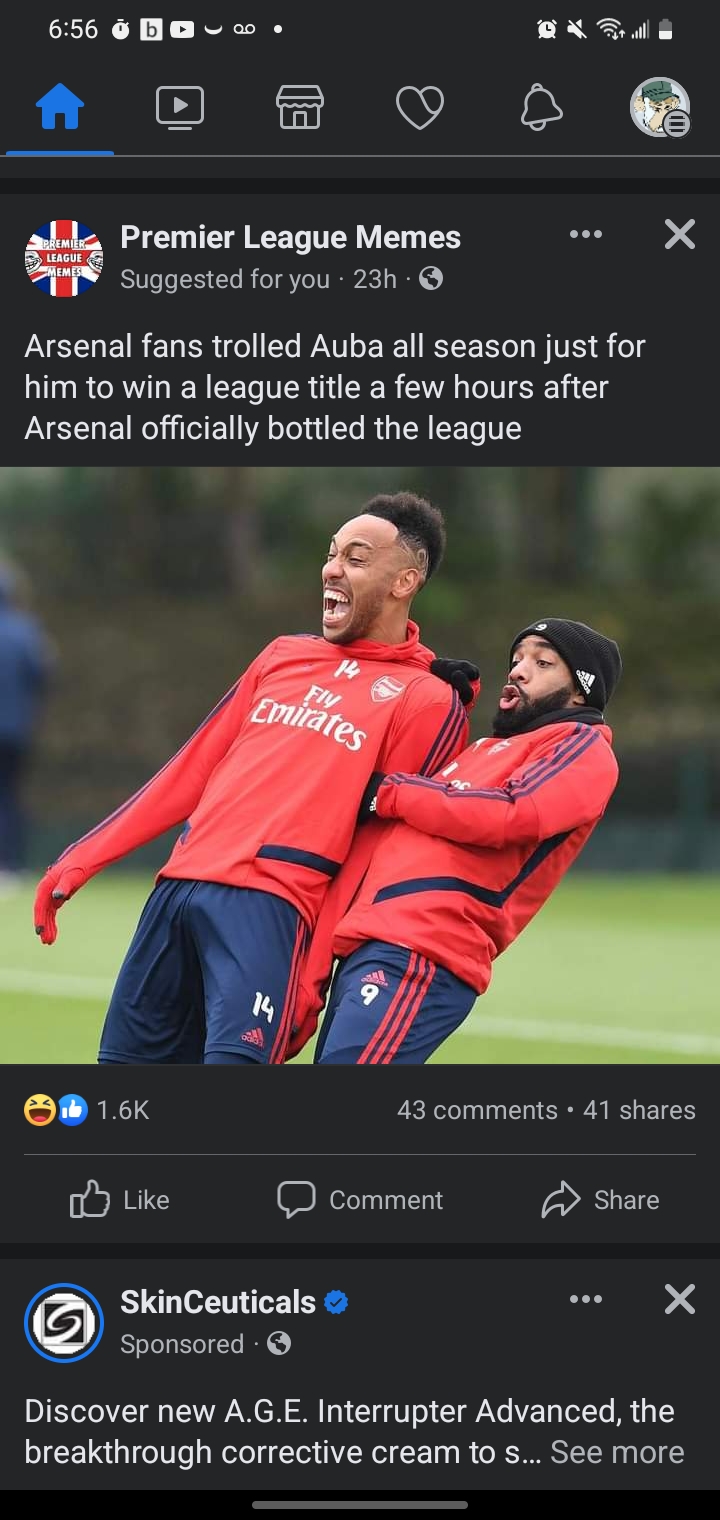 6:56
Premier League Memes
Suggested for you · 23h ·
PREMIER
LEAGUE
MEMES
Arsenal fans trolled Auba all season just for
him to win a league title a few hours after
Arsenal officially bottled the league
9
adidas
14
Fly
Emirates
14
adidas
9
1.6K
43 comments • 41 shares
Like
Comment
Share
SkinCeuticals
Sponsored ·
Discover new A.G.E. Interrupter Advanced, the
breakthrough corrective cream to s... See more